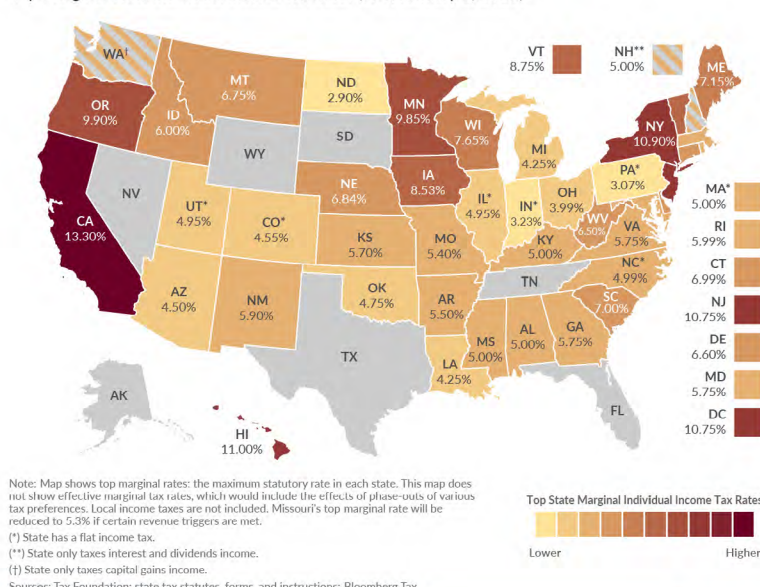 WA†
VT
8.75%
NH**
5.00%
ME
7.15%
MT
6.75%
ND
2.90%
MN
9.85%
OR
9.90%
ID
6.00%
WI
7.65%
NY
10.90%
SD
WY
MI
4.25%
IA
8.53%
PA*
3.07%
NE
6.84%
NV
MA*
5.00%
UT*
4.95%
CO*
4.55%
IL*
4.95%
IN*
3.23%
OH
3.99%
RI
5.99%
CA
13.30%
WV
6.50%
VA
5.75%
KS
5.70%
MO
5.40%
KY
5.00%
CT
6.99%
NC*
4.99%
TN
NJ
10.75%
AZ
4.50%
NM
5.90%
OK
4.75%
AR
5.50%
SC
7.00%
DE
6.60%
MS
5.00%
AL
5.00%
GA
5.75%
TX
LA
4.25%
MD
5.75%
AK
FL
DC
10.75%
HI
11.00%
Note: Map shows top marginal rates: the maximum statutory rate in each state. This map does
not show effective marginal tax rates, which would include the effects of phase-outs of various
tax preferences. Local income taxes are not included. Missouri's top marginal rate will be
reduced to 5.3% if certain revenue triggers are met.
(*) State has a flat income tax.
(**) State only taxes interest and dividends income.
(†) State only taxes capital gains income.
Sources: Tax Foundation; state tax statutes, forms, and instructions; Bloomberg Tax
Top State Marginal Individual Income Tax Rates
Lower
Higher